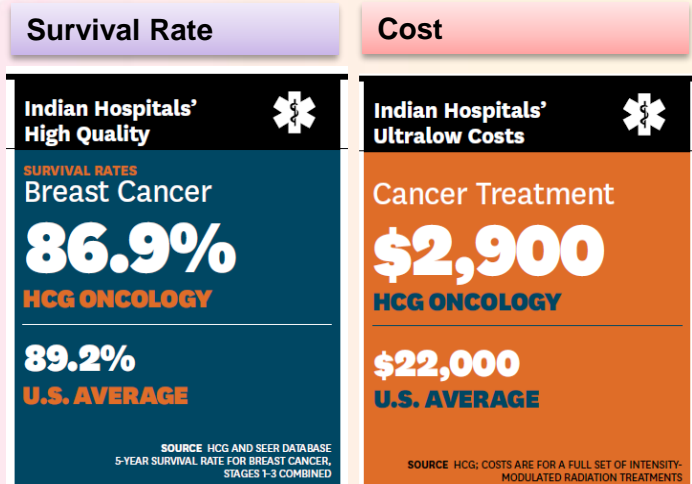 Survival Rate
Indian Hospitals'
High Quality
SURVIVAL RATES
Breast Cancer
86.9%
HCG ONCOLOGY
89.2%
U.S. AVERAGE
SOURCE HCG AND SEER DATABASE
5-YEAR SURVIVAL RATE FOR BREAST CANCER,
STAGES 1-3 COMBINED
Cost
Indian Hospitals'
Ultralow Costs
Cancer Treatment
$2,900
HCG ONCOLOGY
$22,000
U.S. AVERAGE
SOURCE HCG; COSTS ARE FOR A FULL SET OF INTENSITY-
MODULATED RADIATION TREATMENTS